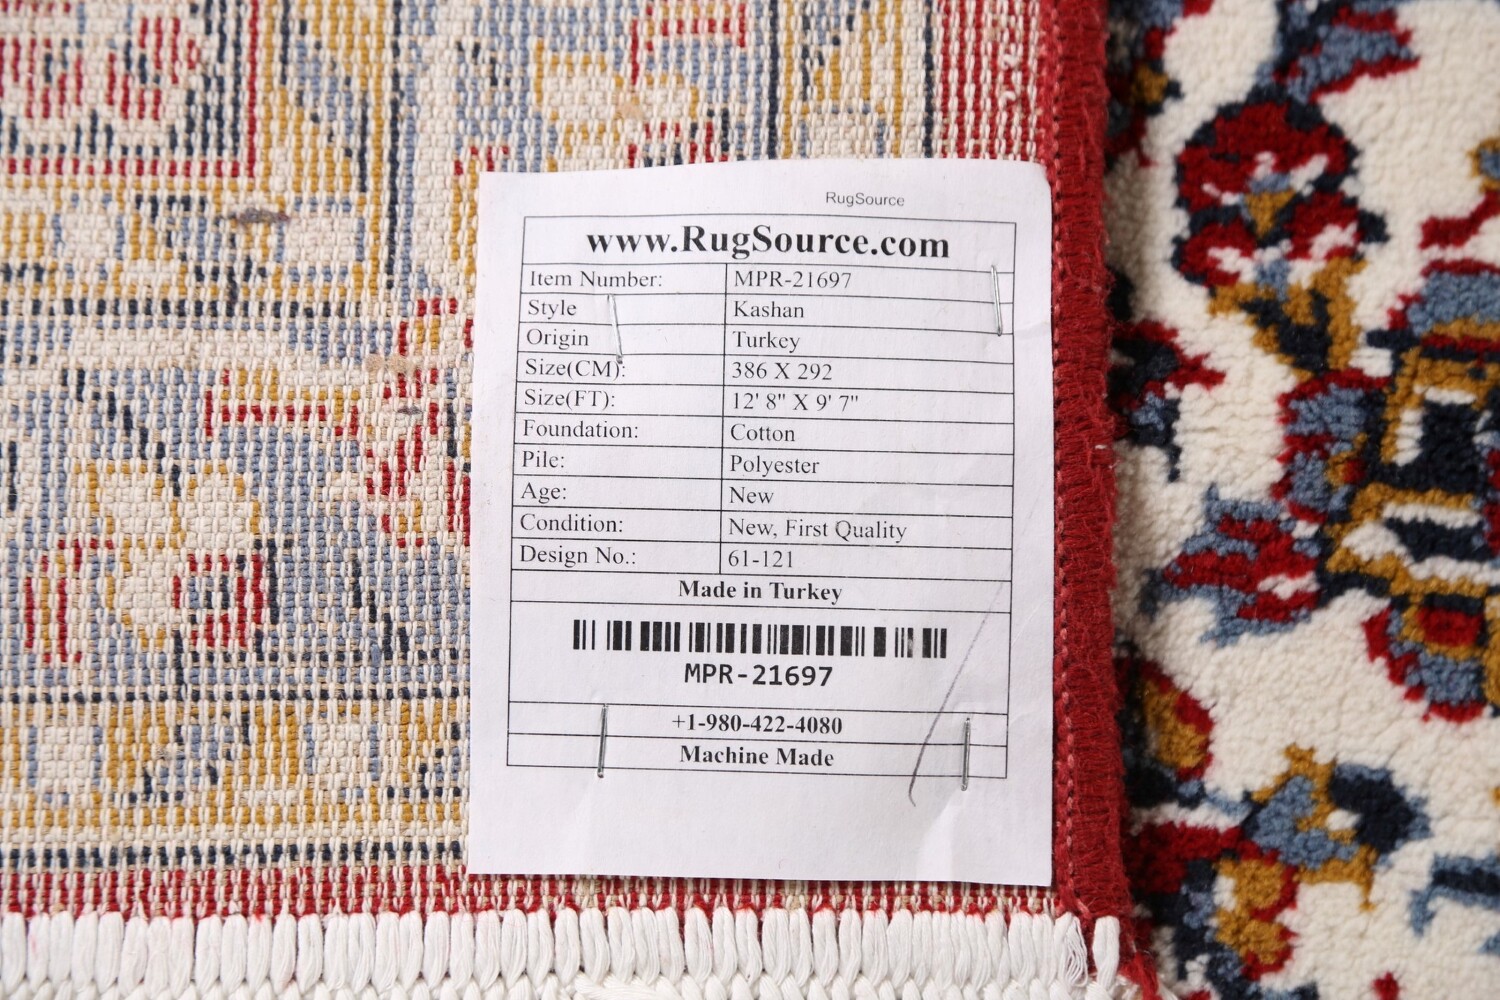 RugSource
www.RugSource.com
Item Number: MPR-21697
Style Kashan
Origin Turkey
Size(CM): 386 X 292
Size(FT): 12' 8" X 9' 7"
Foundation: Cotton
Pile: Polyester
Age: New
Condition: New, First Quality
Design No.: 61-121
Made in Turkey
MPR-21697
+1-980-422-4080
Machine Made